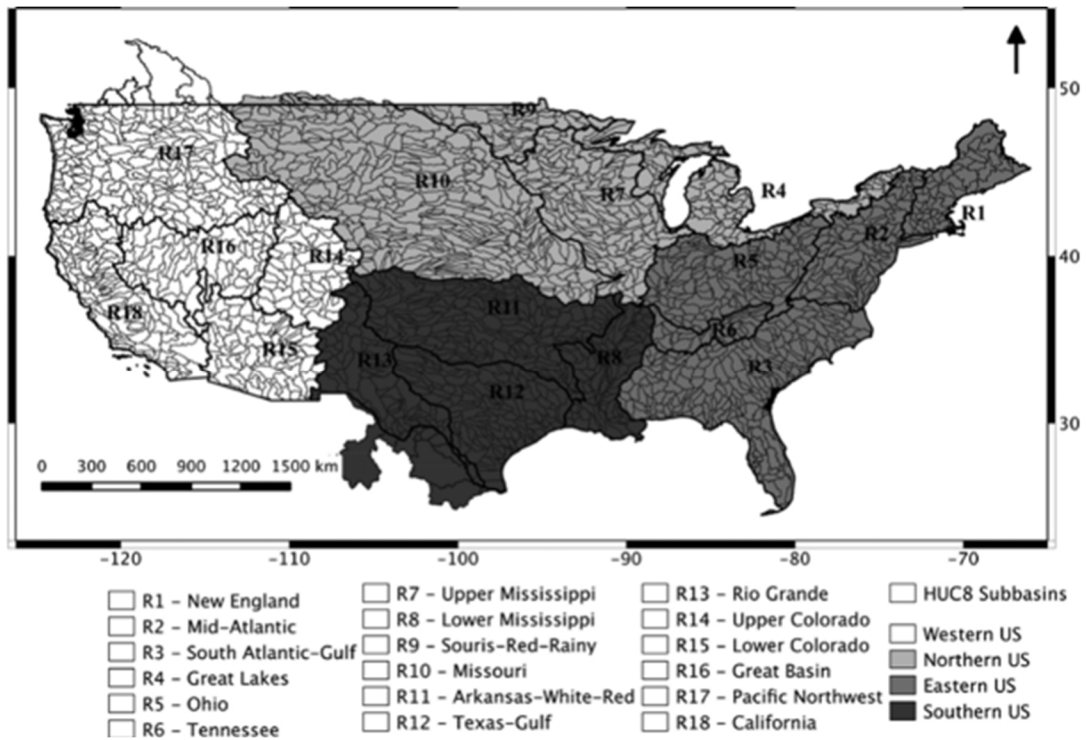 R9
50
R17
R10
R7
R4
R1
R2
R16
R14
R5
40
R18
R11
R6
R15
R13
R8
R3
R12
30
0 300 600 900 1200 1500 km
-120 -110 -100 -90 -80 -70
R1 - New England
R2 - Mid-Atlantic
R3 - South Atlantic-Gulf
R4 - Great Lakes
R5 - Ohio
R6 - Tennessee
R7 - Upper Mississippi
R8 - Lower Mississippi
R9 - Souris-Red-Rainy
R10 - Missouri
R11 - Arkansas-White-Red
R12 - Texas-Gulf
R13 - Rio Grande
R14 - Upper Colorado
R15 - Lower Colorado
R16 - Great Basin
R17 - Pacific Northwest
R18 - California
HUC8 Subbasins
Western US
Northern US
Eastern US
Southern US